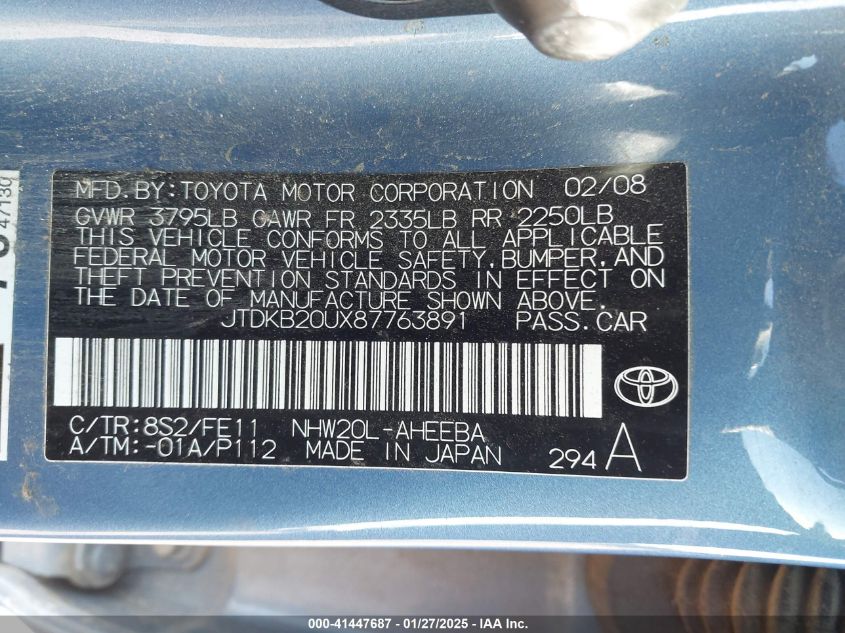 MFD.BY:TOYOTA MOTOR CORPORATION 02/08
GVWR 3795LB GAWR FR 2335LB RR 2250LB
THIS VEHICLE CONFORMS TO ALL APPLICABLE
FEDERAL MOTOR VEHICLE SAFETY,BUMPER,AND
THEFT PREVENTION STANDARDS IN EFFECT ON
THE DATE OF MANUFACTURE SHOWN ABOVE.
JTDKB20UX87763891 PASS.CAR
C/TR:8S2/FE11 NHW20L-AHEEBA
A/TM:-01A/P112 MADE IN JAPAN 294 A
47130
000-41447687 - 01/27/2025 - IAAI - Copart, Inc.